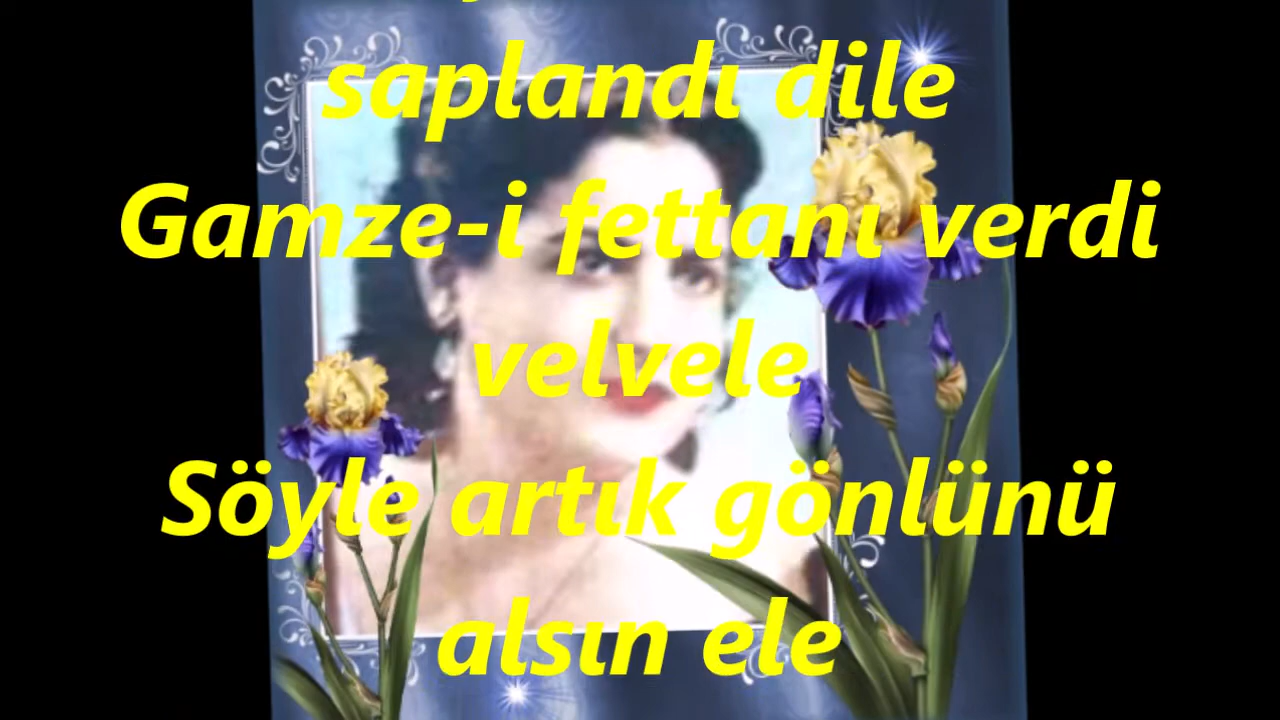 saplandı dile
Gamze-i fettanı verdi
velvele
Söyle artık gönlünü
alsın ele